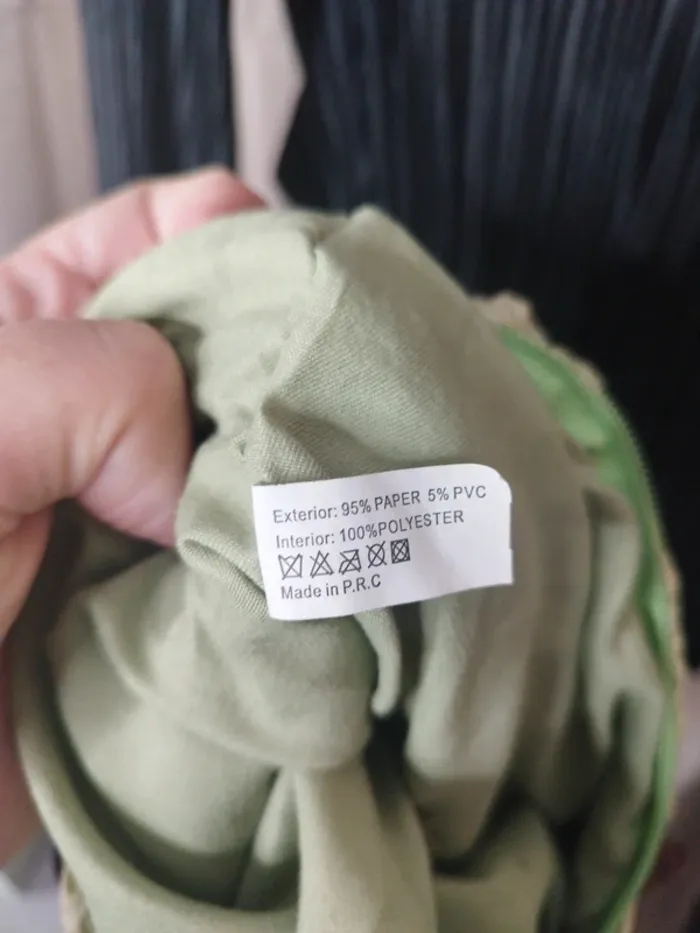 Exterior: 95% PAPER 5% PVC
Interior: 100%POLYESTER
Made in P.R.C